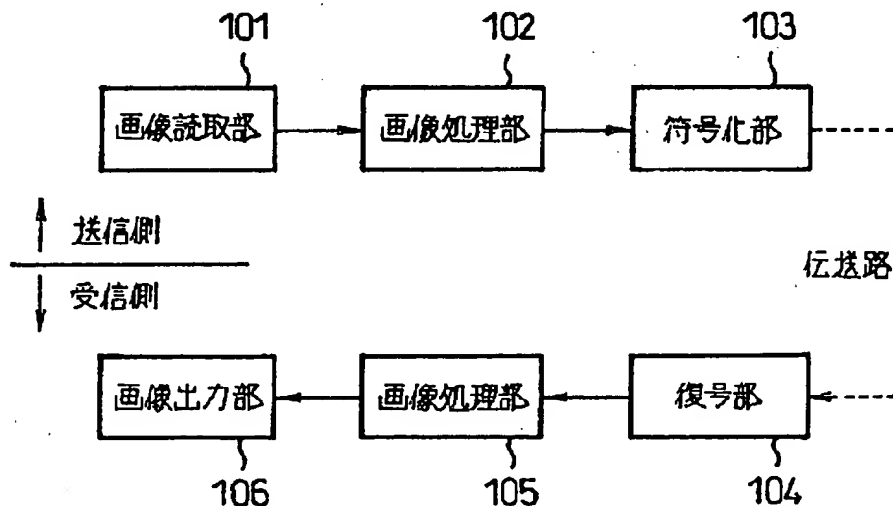 101 102 103
画像読取部 画像処理部 符号化部
送信側
伝送路
受信側
画像出力部 画像処理部 復号部
106 105 104